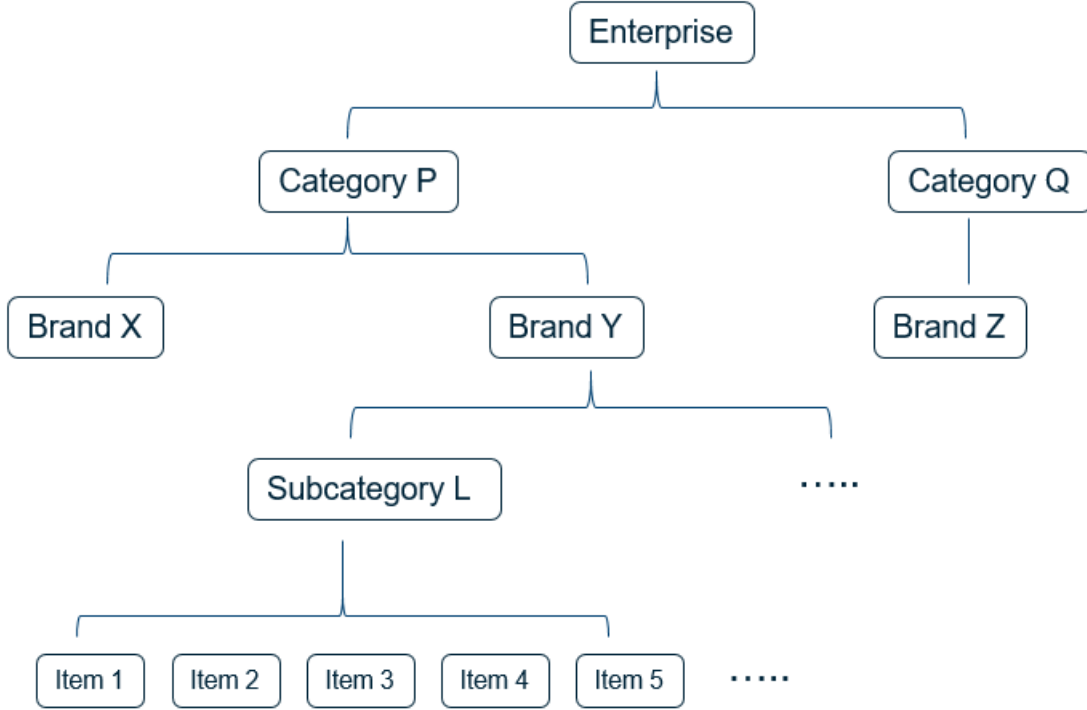 Enterprise
Category P
Category Q
Brand X
Brand Y
Brand Z
Subcategory L
.....
Item 1
Item 2
Item 3
Item 4
Item 5
.....